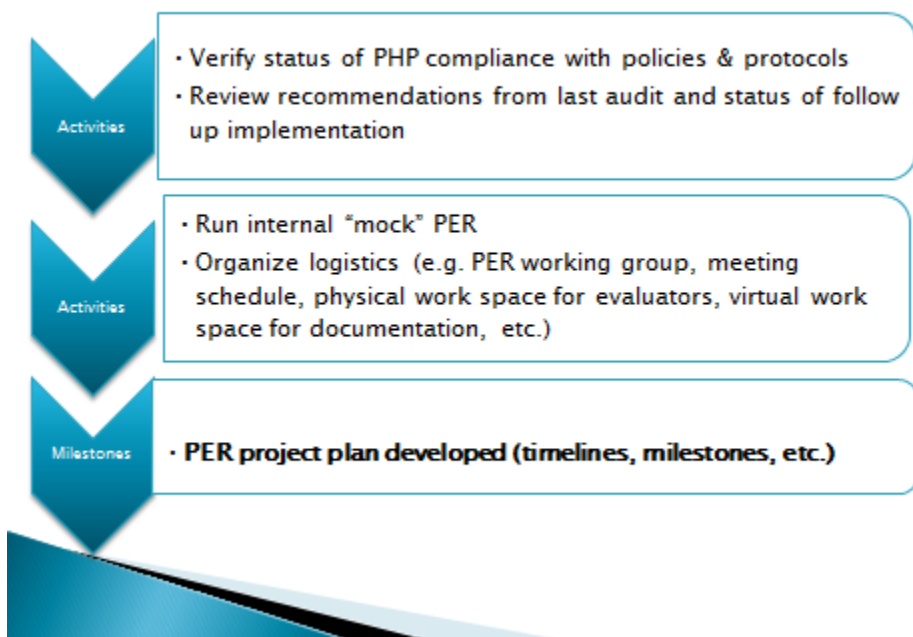 Activities
· Verify status of PHP compliance with policies & protocols
· Review recommendations from last audit and status of follow
up implementation
Activities
· Run internal “mock” PER
· Organize logistics (e.g. PER working group, meeting
schedule, physical work space for evaluators, virtual work
space for documentation, etc.)
Milestones
· PER project plan developed (timelines, milestones, etc.)